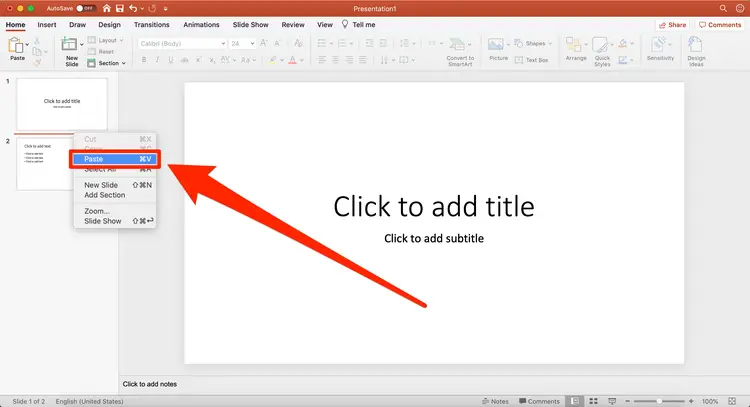 AutoSave OFF Presentation1
Home Insert Draw Design Transitions Animations Slide Show Tell me Share Comments
Paste New Slide Layout Reset Section Calibri (Body) 24 Convert to SmartArt Picture Shapes Text Box Arrange Quick Styles Sensitivity Design Ideas
1
Click to add title
2
Click to add text
Cut ⌘X
Paste ⌘V
Select All ⌘A
New Slide ⇧⌘N
Add Section
Zoom...
Slide Show ⇧⌘↩
Click to add title
Click to add subtitle
Click to add notes
Slide 1 of 2 English (United States) Notes Comments 100%